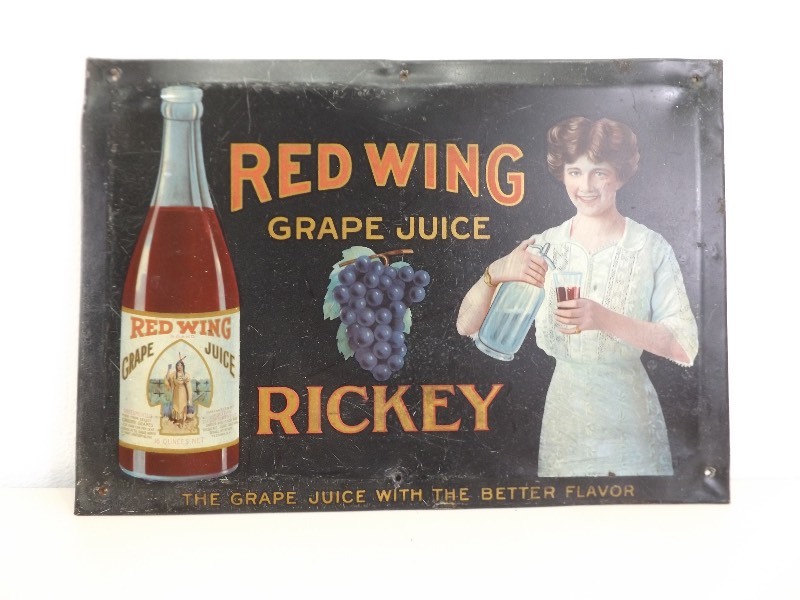 RED WING
GRAPE JUICE
RICKEY
THE GRAPE JUICE WITH THE BETTER FLAVOR
RED WING
GRAPE JUICE